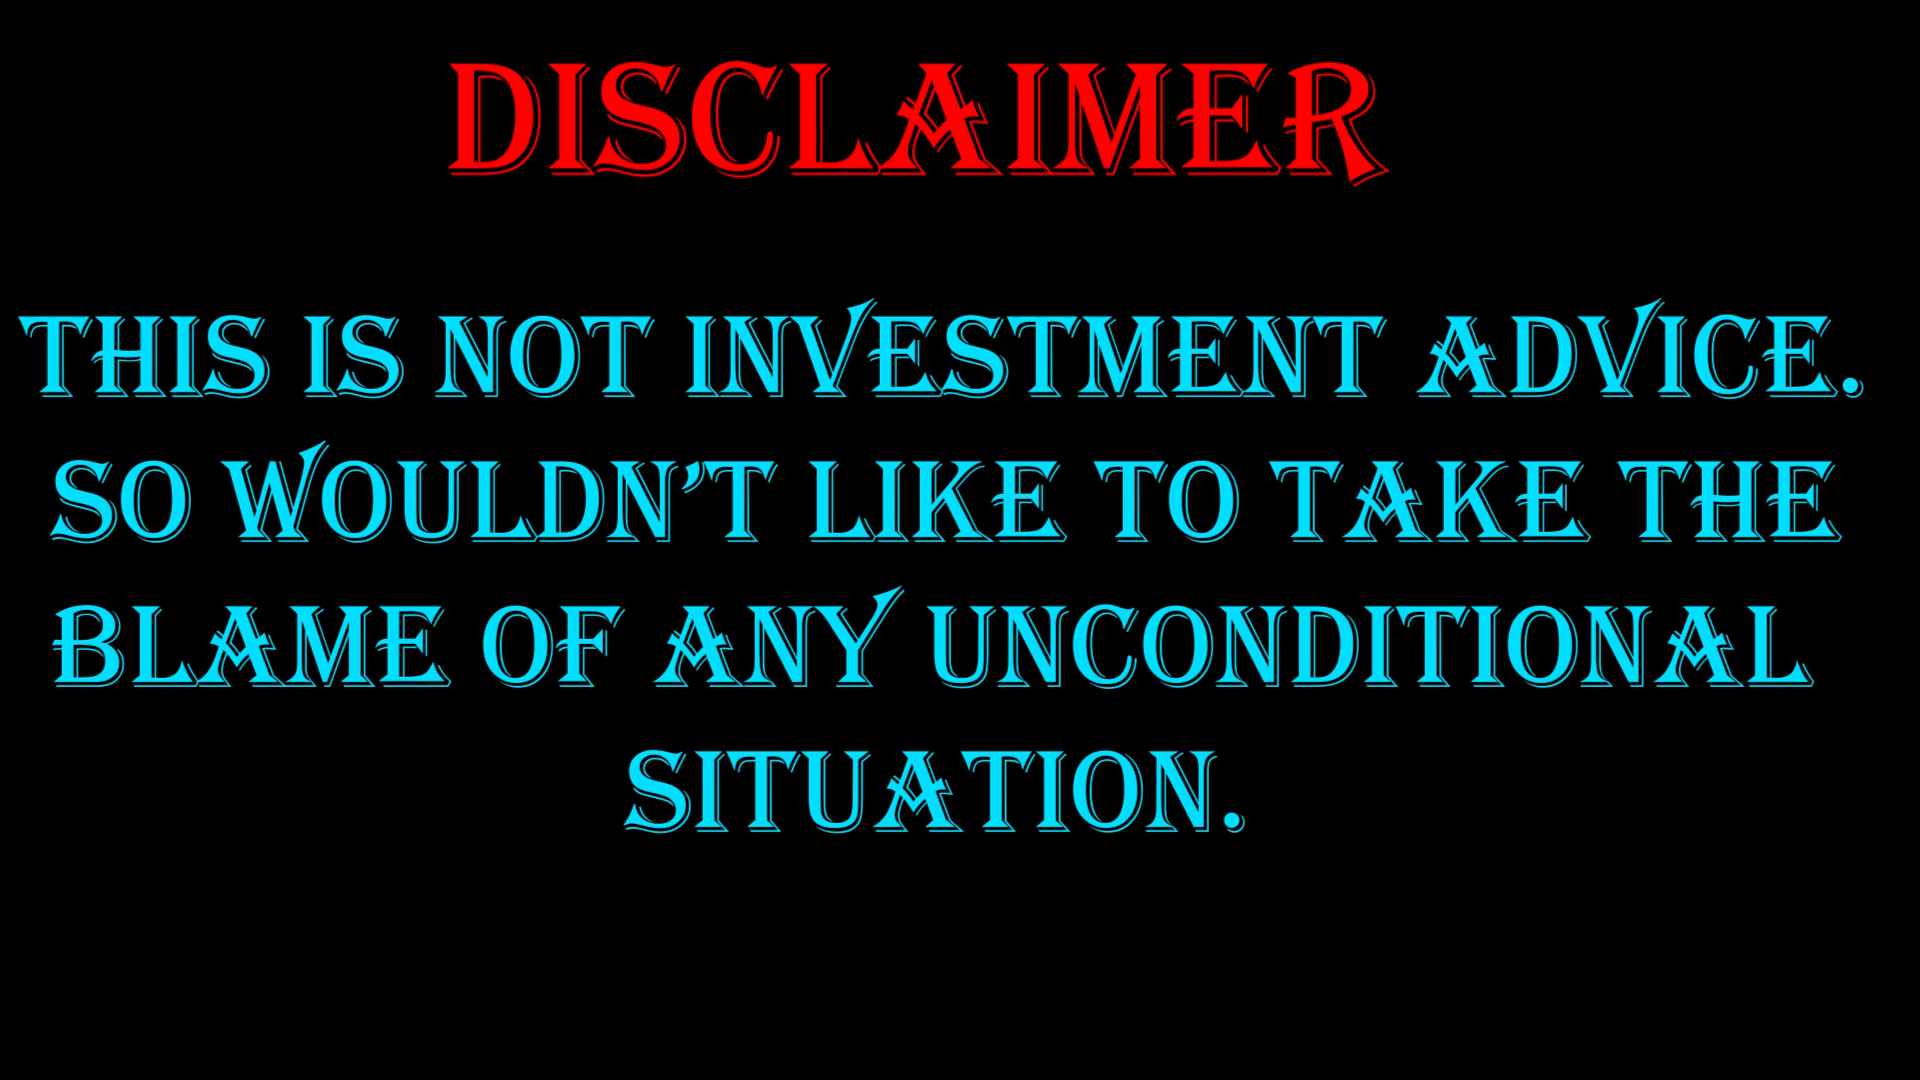 DISCLAIMER
THIS IS NOT INVESTMENT ADVICE.
SO WOULDN'T LIKE TO TAKE THE
BLAME OF ANY UNCONDITIONAL
SITUATION.